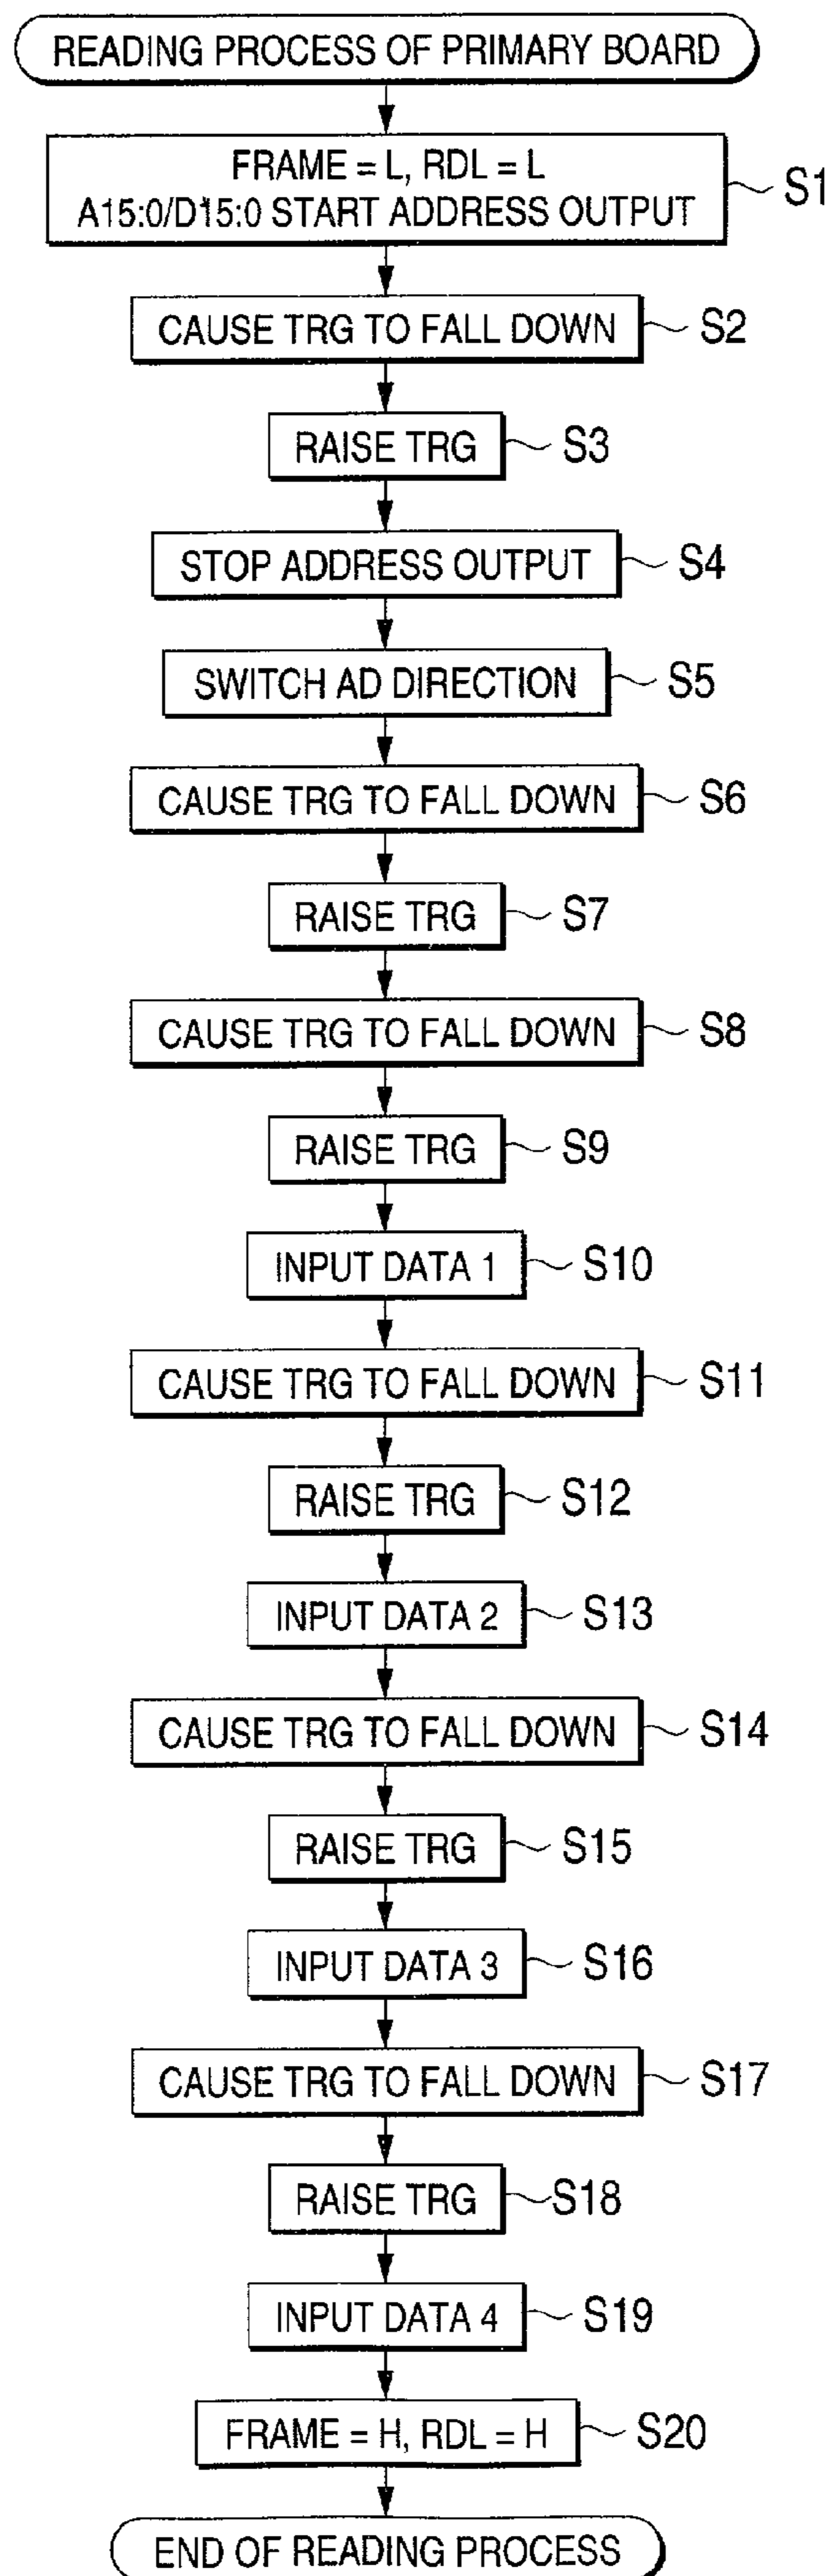 READING PROCESS OF PRIMARY BOARD
FRAME = L, RDL = L
A15:0/D15:0 START ADDRESS OUTPUT
S1
CAUSE TRG TO FALL DOWN
S2
RAISE TRG
S3
STOP ADDRESS OUTPUT
S4
SWITCH AD DIRECTION
S5
CAUSE TRG TO FALL DOWN
S6
RAISE TRG
S7
CAUSE TRG TO FALL DOWN
S8
RAISE TRG
S9
INPUT DATA 1
S10
CAUSE TRG TO FALL DOWN
S11
RAISE TRG
S12
INPUT DATA 2
S13
CAUSE TRG TO FALL DOWN
S14
RAISE TRG
S15
INPUT DATA 3
S16
CAUSE TRG TO FALL DOWN
S17
RAISE TRG
S18
INPUT DATA 4
S19
FRAME = H, RDL = H
S20
END OF READING PROCESS